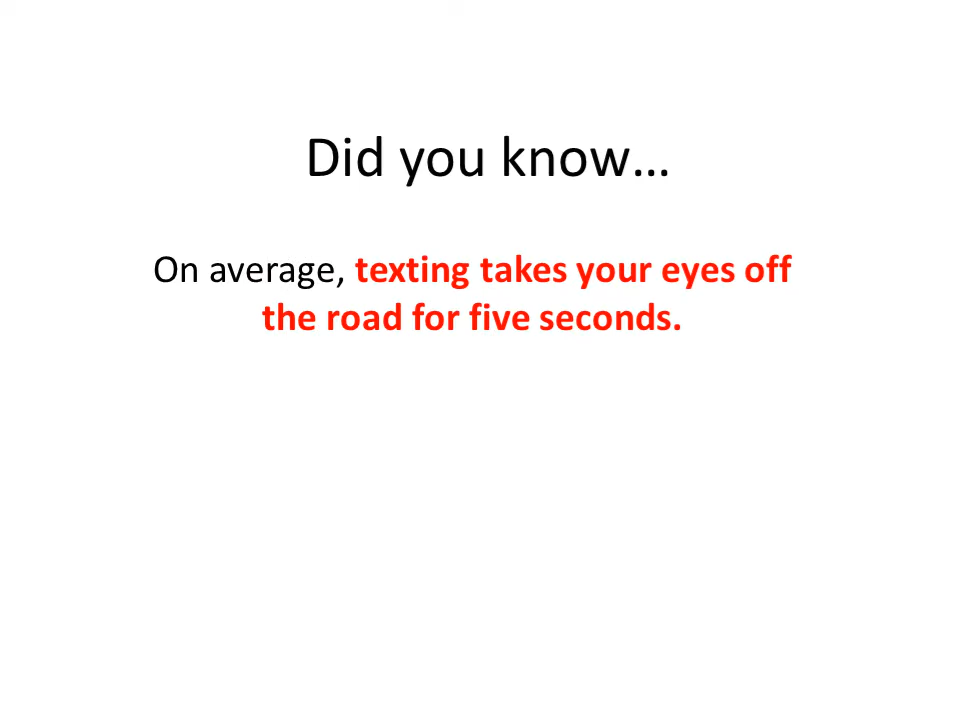 Did you know…
On average, texting takes your eyes off
the road for five seconds.